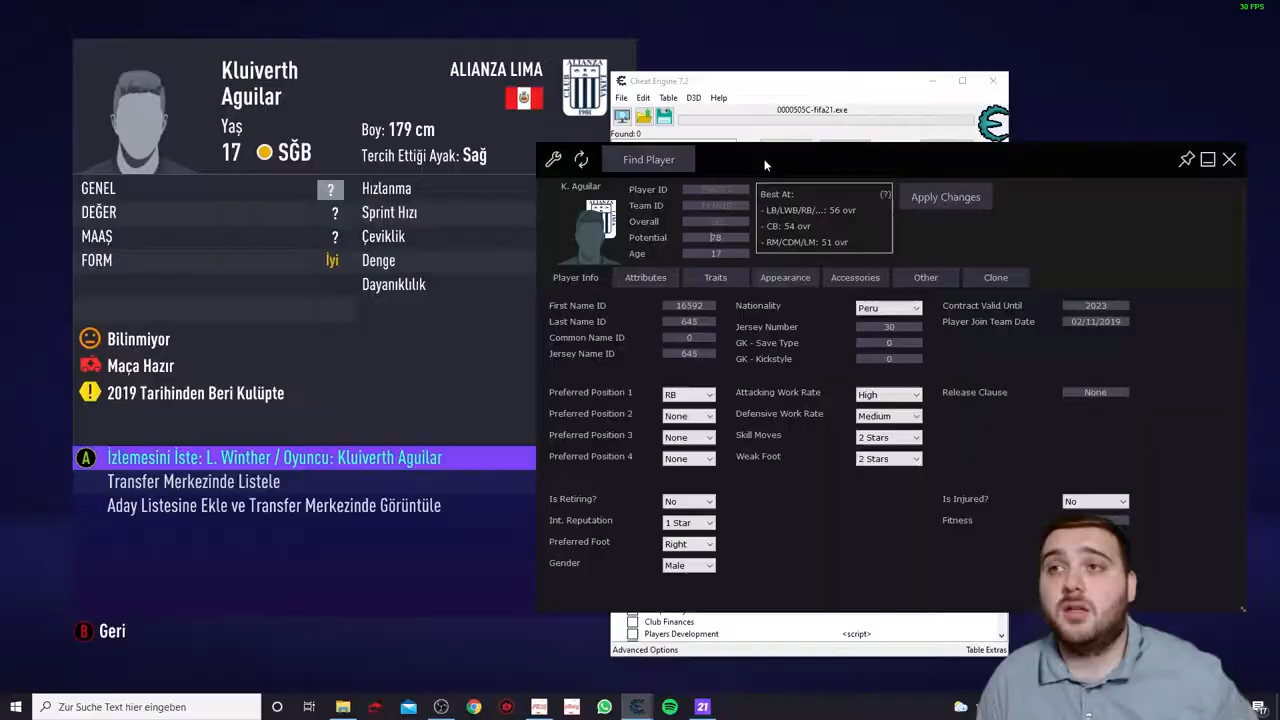 30 FPS
Kluiverth
Aguilar
ALIANZA LIMA
Yaş
17 SĞB
Boy: 179 cm
Tercih Ettiği Ayak: Sağ
GENEL ?
DEĞER ?
MAAŞ ?
FORM İyi
Hızlanma
Sprint Hızı
Çeviklik
Denge
Dayanıklılık
Bilinmiyor
Maça Hazır
2019 Tarihinden Beri Kulüpte
A İzlemesini İste: L. Winther / Oyuncu: Kluiverth Aguilar
Transfer Merkezinde Listele
Aday Listesine Ekle ve Transfer Merkezinde Görüntüle
B Geri
Cheat Engine 7.2
File Edit Table D3D Help
0000505C-fifa21.exe
Found: 0
Find Player
K. Aguilar
Player ID
Team ID
Overall
Potential 78
Age 17
Best At: (?)
- LB/LWB/RB/...: 56 ovr
- CB: 54 ovr
- RM/CDM/LM: 51 ovr
Apply Changes
Player Info Attributes Traits Appearance Accessories Other Clone
First Name ID 16592
Last Name ID 645
Common Name ID 0
Jersey Name ID 645
Nationality Peru
Jersey Number 30
GK - Save Type 0
GK - Kickstyle 0
Contract Valid Until 2023
Player Join Team Date 02/11/2019
Preferred Position 1 RB
Preferred Position 2 None
Preferred Position 3 None
Preferred Position 4 None
Attacking Work Rate High
Defensive Work Rate Medium
Skill Moves 2 Stars
Weak Foot 2 Stars
Release Clause None
Is Retiring? No
Int. Reputation 1 Star
Preferred Foot Right
Gender Male
Is Injured? No
Fitness
Club Finances
Players Development <script>
Advanced Options Table Extras
Zur Suche Text hier eingeben
21
17